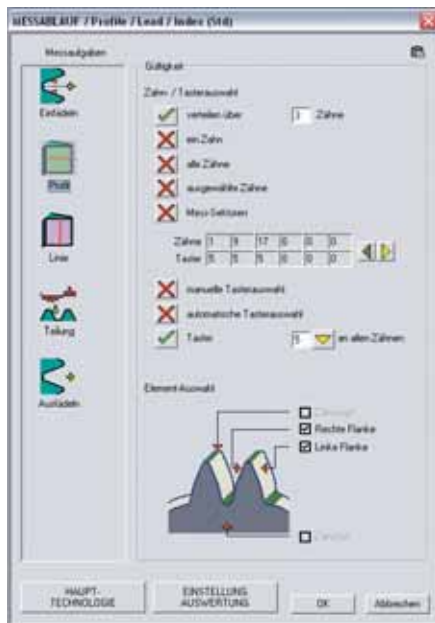 MESSABLAUF / Profile / Lead / Index (Std)
Messaufgaben
Einfädeln
Profil
Linie
Teilung
Ausfädeln
Gültigkeit
Zahn- / Tasterauswahl
verteilen über 3 Zähne
ein Zahn
alle Zähne
ausgewählte Zähne
Mess-Sektionen
Zähne 1 9 17 0 0 0
Taster 5 5 5 0 0 0
manuelle Tasterauswahl
automatische Tasterauswahl
Taster 5 an allen Zähnen
Element-Auswahl
Rechte Flanke
Linke Flanke
HAUPT-
TECHNOLOGIE
EINSTELLUNG
AUSWERTUNG
OK
Abbrechen